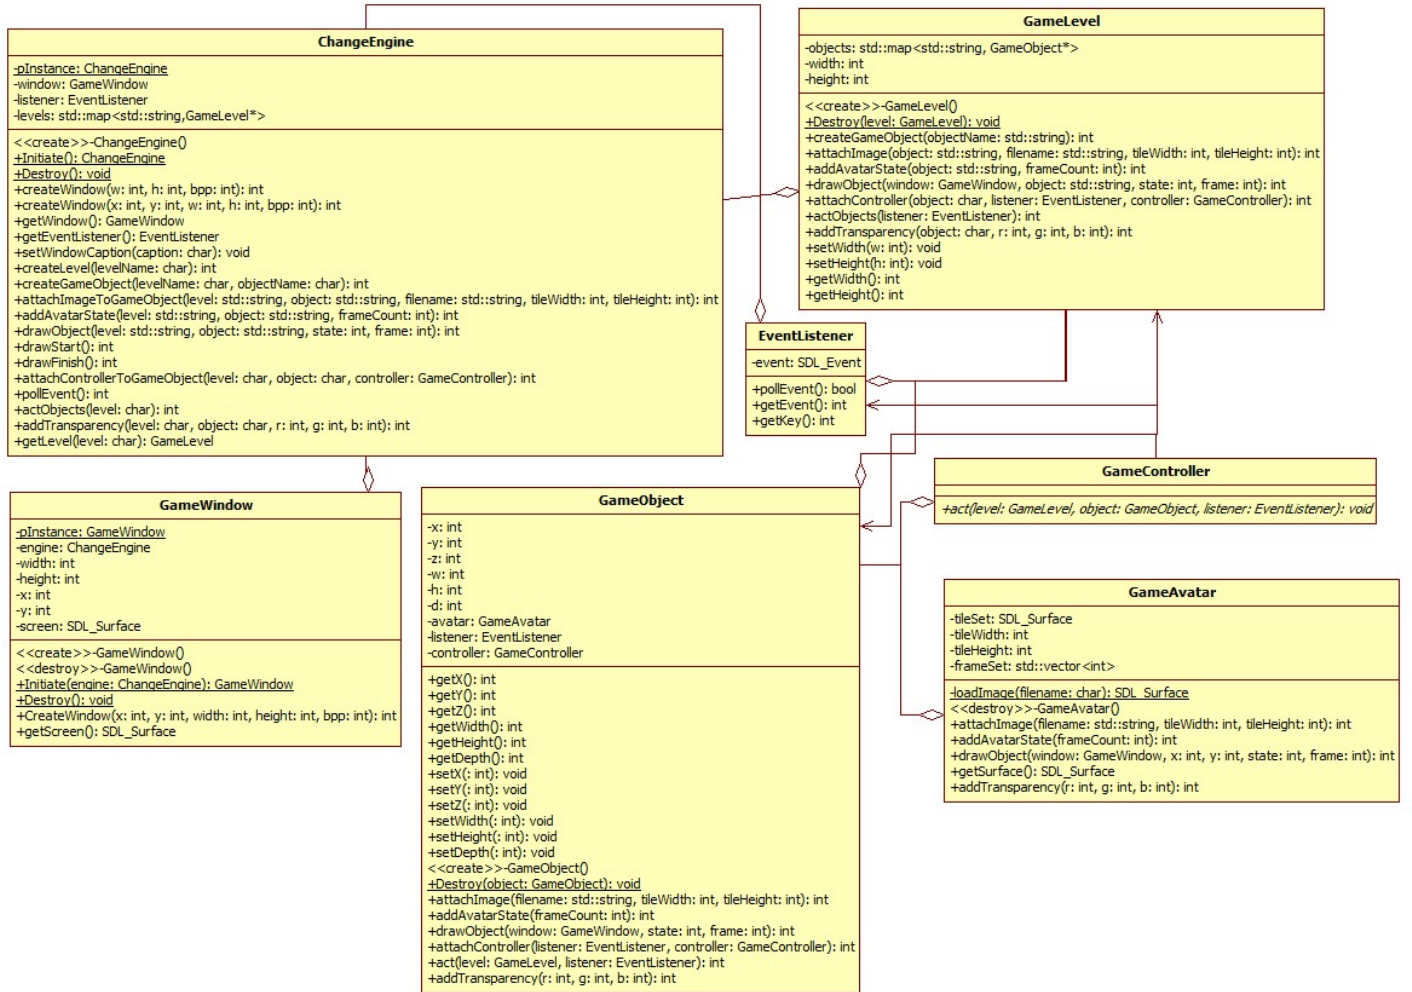 ChangeEngine
-pInstance: ChangeEngine
-window: GameWindow
-listener: EventListener
-levels: std::map<std::string,GameLevel*>
<<create>>-ChangeEngine()
+Initiate(): ChangeEngine
+Destroy(): void
+createWindow(w: int, h: int, bpp: int): int
+createWindow(x: int, y: int, w: int, h: int, bpp: int): int
+getWindow(): GameWindow
+getEventListener(): EventListener
+setWindowCaption(caption: char): void
+createLevel(levelName: char): int
+createGameObject(levelName: char, objectName: char): int
+attachImageToGameObject(level: std::string, object: std::string, filename: std::string, tileWidth: int, tileHeight: int): int
+addAvatarState(level: std::string, object: std::string, frameCount: int): int
+drawObject(level: std::string, object: std::string, state: int, frame: int): int
+drawStart(): int
+drawFinish(): int
+attachControllerToGameObject(level: char, object: char, controller: GameController): int
+pollEvent(): int
+actObjects(level: char): int
+addTransparency(level: char, object: char, r: int, g: int, b: int): int
+getLevel(level: char): GameLevel
GameLevel
-objects: std::map<std::string, GameObject*>
-width: int
-height: int
<<create>>-GameLevel()
+Destroy(level: GameLevel): void
+createGameObject(objectName: std::string): int
+attachImage(object: std::string, filename: std::string, tileWidth: int, tileHeight: int): int
+addAvatarState(object: std::string, frameCount: int): int
+drawObject(window: GameWindow, object: std::string, state: int, frame: int): int
+attachController(object: char, listener: EventListener, controller: GameController): int
+actObjects(listener: EventListener): int
+addTransparency(object: char, r: int, g: int, b: int): int
+setWidth(w: int): void
+setHeight(h: int): void
+getWidth(): int
+getHeight(): int
EventListener
-event: SDL_Event
+pollEvent(): bool
+getEvent(): int
+getKey(): int
GameWindow
-pInstance: GameWindow
-engine: ChangeEngine
-width: int
-height: int
-x: int
-y: int
-screen: SDL_Surface
<<create>>-GameWindow()
<<destroy>>-GameWindow()
+Initiate(engine: ChangeEngine): GameWindow
+Destroy(): void
+CreateWindow(x: int, y: int, width: int, height: int, bpp: int): int
+getScreen(): SDL_Surface
GameObject
-x: int
-y: int
-z: int
-w: int
-h: int
-d: int
-avatar: GameAvatar
-listener: EventListener
-controller: GameController
+getX(): int
+getY(): int
+getZ(): int
+getWidth(): int
+getHeight(): int
+getDepth(): int
+setX(: int): void
+setY(: int): void
+setZ(: int): void
+setWidth(: int): void
+setHeight(: int): void
+setDepth(: int): void
<<create>>-GameObject()
+Destroy(object: GameObject): void
+attachImage(filename: std::string, tileWidth: int, tileHeight: int): int
+addAvatarState(frameCount: int): int
+drawObject(window: GameWindow, state: int, frame: int): int
+attachController(listener: EventListener, controller: GameController): int
+act(level: GameLevel, listener: EventListener): int
+addTransparency(r: int, g: int, b: int): int
GameController
+act(level: GameLevel, object: GameObject, listener: EventListener): void
GameAvatar
-tileSet: SDL_Surface
-tileWidth: int
-tileHeight: int
-frameSet: std::vector<int>
-loadImage(filename: char): SDL_Surface
<<destroy>>-GameAvatar()
+attachImage(filename: std::string, tileWidth: int, tileHeight: int): int
+addAvatarState(frameCount: int): int
+drawObject(window: GameWindow, x: int, y: int, state: int, frame: int): int
+getSurface(): SDL_Surface
+addTransparency(r: int, g: int, b: int): int